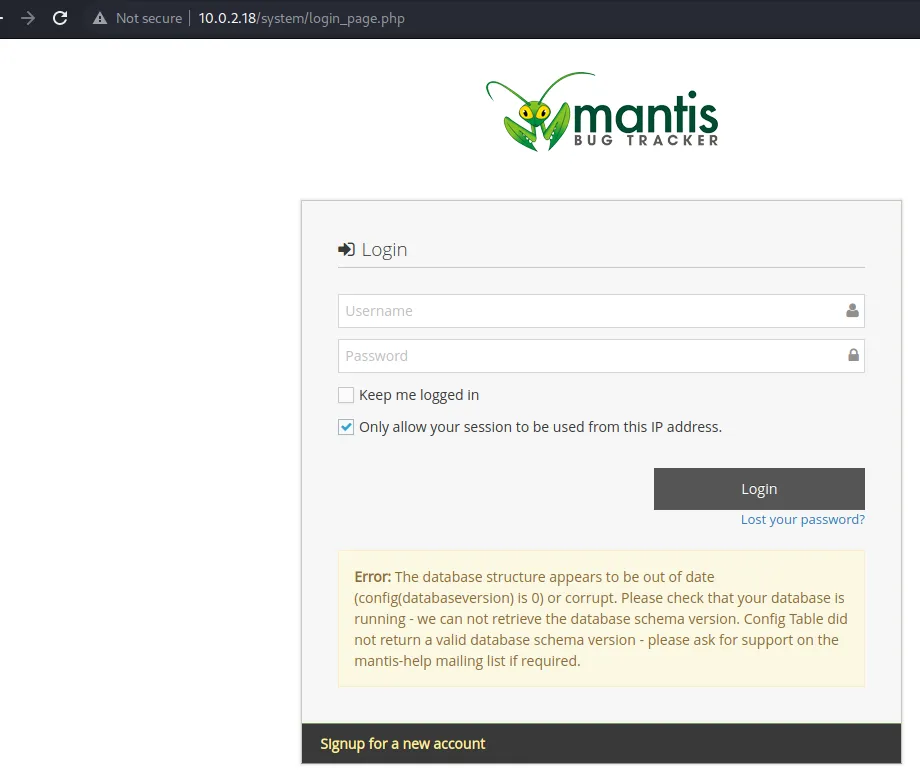 Not secure 10.0.2.18/system/login_page.php
mantis
BUG TRACKER
Login
Username
Password
Keep me logged in
Only allow your session to be used from this IP address.
Login
Lost your password?
Error: The database structure appears to be out of date
(config(databaseversion) is 0) or corrupt. Please check that your database is
running - we can not retrieve the database schema version. Config Table did
not return a valid database schema version - please ask for support on the
mantis-help mailing list if required.
Signup for a new account